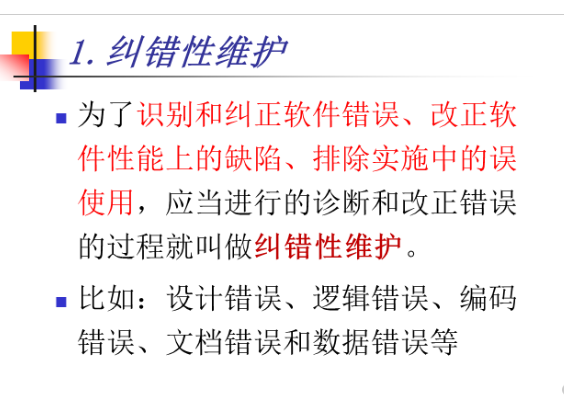 1. 纠错性维护
为了识别和纠正软件错误、改正软
件性能上的缺陷、排除实施中的误
使用，应当进行的诊断和改正错误
的过程就叫做纠错性维护。
比如：设计错误、逻辑错误、编码
错误、文档错误和数据错误等